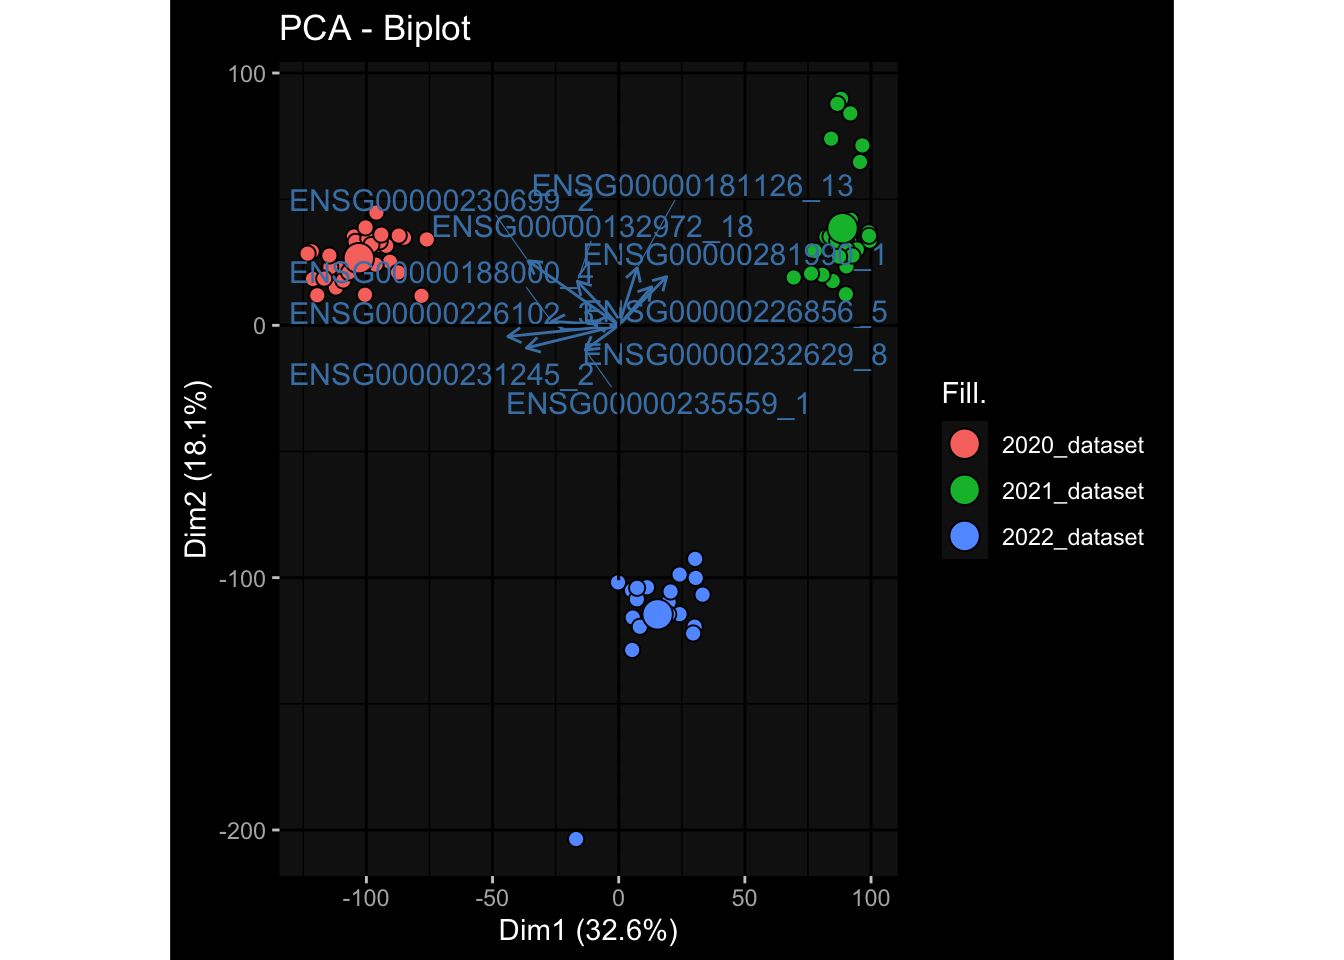 PCA - Biplot
100
0
-100
-200
Dim2 (18.1%)
ENSG00000181126_13
ENSG00000230699_2
ENSG00000132972_18
ENSG00000188000_4
ENSG00000226102_3
ENSG00000226856_5
ENSG00000232629_8
ENSG00000231245_2
ENSG00000235559_1
-100
-50
0
50
100
Dim1 (32.6%)
Fill.
2020_dataset
2021_dataset
2022_dataset